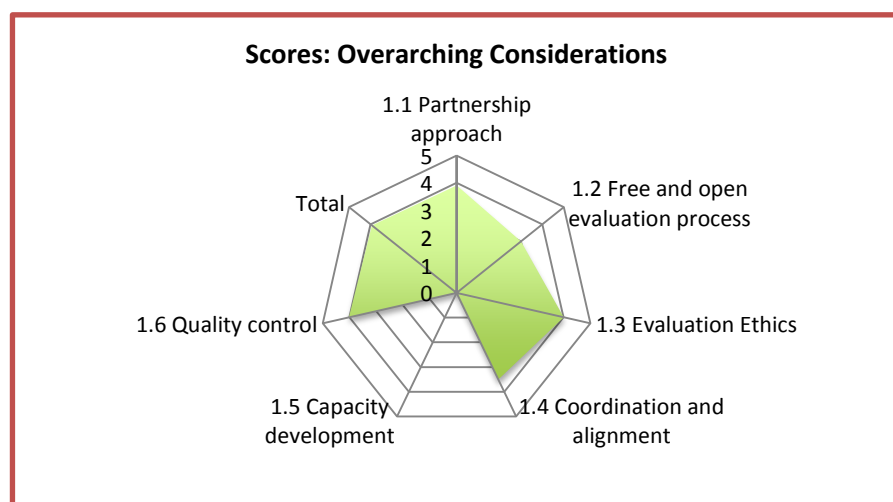 Scores: Overarching Considerations
1.1 Partnership
approach
5
4
3
2
1
0
1.2 Free and open
evaluation process
1.3 Evaluation Ethics
1.4 Coordination and
alignment
1.5 Capacity
development
1.6 Quality control
Total